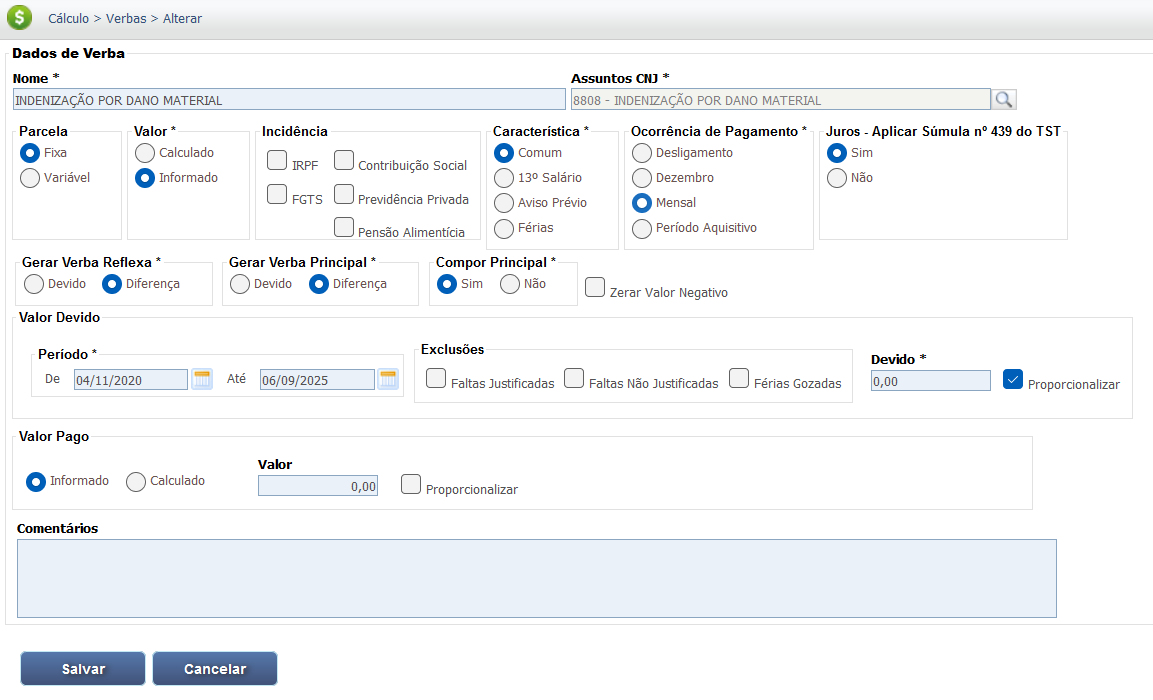 Cálculo > Verbas > Alterar
Dados de Verba
Nome * Assuntos CNJ *
INDENIZAÇÃO POR DANO MATERIAL 8808 - INDENIZAÇÃO POR DANO MATERIAL
Parcela Valor * Incidência Característica * Ocorrência de Pagamento * Juros - Aplicar Súmula nº 439 do TST
Fixa Calculado IRPF Contribuição Social Comum Desligamento Sim
Variável Informado FGTS Previdência Privada 13º Salário Dezembro Não
Pensão Alimentícia Aviso Prévio Mensal
Férias Período Aquisitivo
Gerar Verba Reflexa * Gerar Verba Principal * Compor Principal *
Devido Diferença Devido Diferença Sim Não Zerar Valor Negativo
Valor Devido
Período * Exclusões Devido *
De 04/11/2020 Até 06/09/2025 Faltas Justificadas Faltas Não Justificadas Férias Gozadas 0,00 Proporcionalizar
Valor Pago
Valor
Informado Calculado 0,00 Proporcionalizar
Comentários
Salvar Cancelar